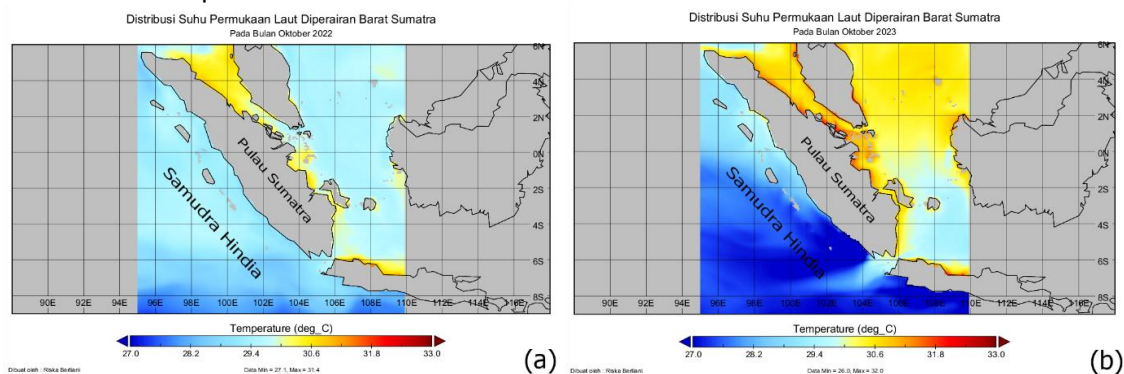 Distribusi Suhu Permukaan Laut Diperairan Barat Sumatra
Pada Bulan Oktober 2022
6N
4N
2N
0N
2S
4S
6S
8S
90E 92E 94E 96E 98E 100E 102E 104E 106E 108E 110E 112E 114E 116E
Pulau Sumatra
Samudra Hindia
Temperature (deg_C)
27.0 28.2 29.4 30.6 31.8 33.0
Dibuat oleh : Riska Berliani
Data Min = 27.1, Max = 31.4
(a)
Distribusi Suhu Permukaan Laut Diperairan Barat Sumatra
Pada Bulan Oktober 2023
6N
4N
2N
0N
2S
4S
6S
8S
90E 92E 94E 96E 98E 100E 102E 104E 106E 108E 110E 112E 114E 116E
Pulau Sumatra
Samudra Hindia
Temperature (deg_C)
27.0 28.2 29.4 30.6 31.8 33.0
Dibuat oleh : Riska Berliani
Data Min = 26.0, Max = 32.0
(b)